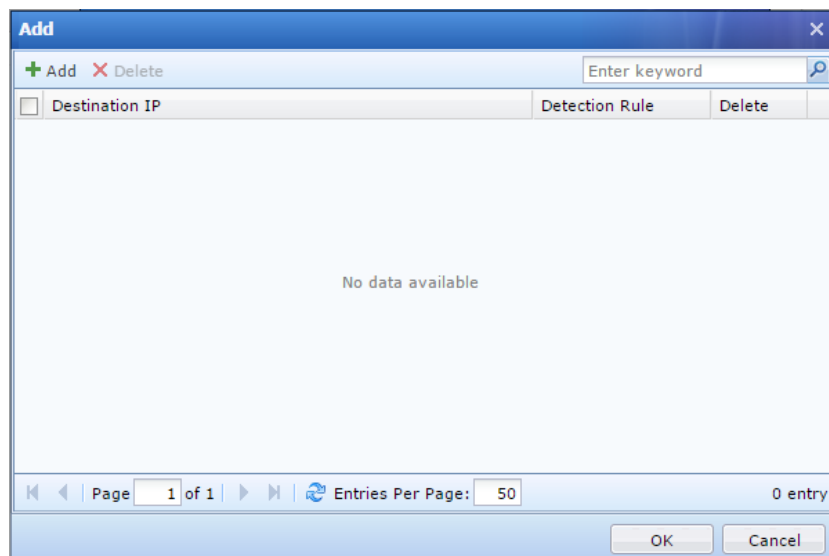 Add
Add Delete Enter keyword
Destination IP Detection Rule Delete
No data available
Page 1 of 1 Entries Per Page: 50 0 entry
OK Cancel